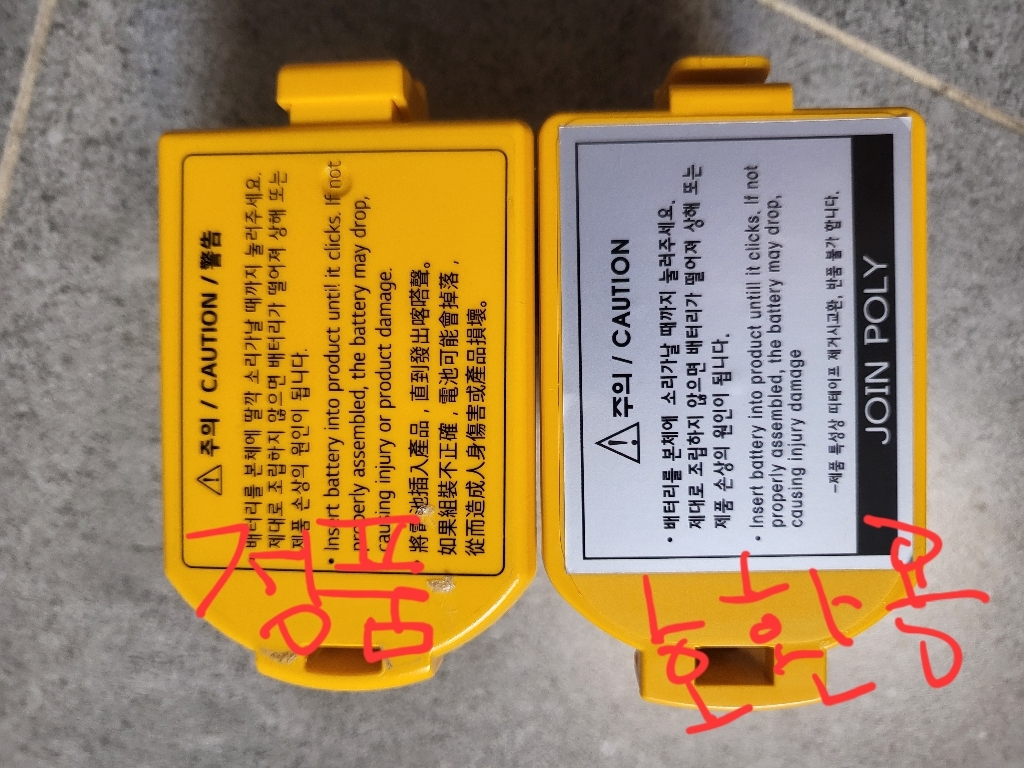 ⚠ 주의 / CAUTION / 警告
배터리를 본체에 딸깍 소리가날 때까지 눌러주세요.
제대로 조립하지 않으면 배터리가 떨어져 상해 또는
제품 손상의 원인이 됩니다.
• Insert battery into product until it clicks. If not
properly assembled, the battery may drop,
causing injury or product damage.
將電池插入產品，直到發出喀嗒聲。
如果組裝不正確，電池可能會掉落，
從而造成人身傷害或產品損壞。
정품
⚠ 주의 / CAUTION
• 배터리를 본체에 소리가날 때까지 눌러주세요.
제대로 조립하지 않으면 배터리가 떨어져 상해 또는
제품 손상의 원인이 됩니다.
• Insert battery into product untill it clicks. If not
properly assembled, the battery may drop,
causing injury damage
-제품 특성상 띠테이프 제거시교환, 반품 불가 합니다.
JOIN POLY
호환용